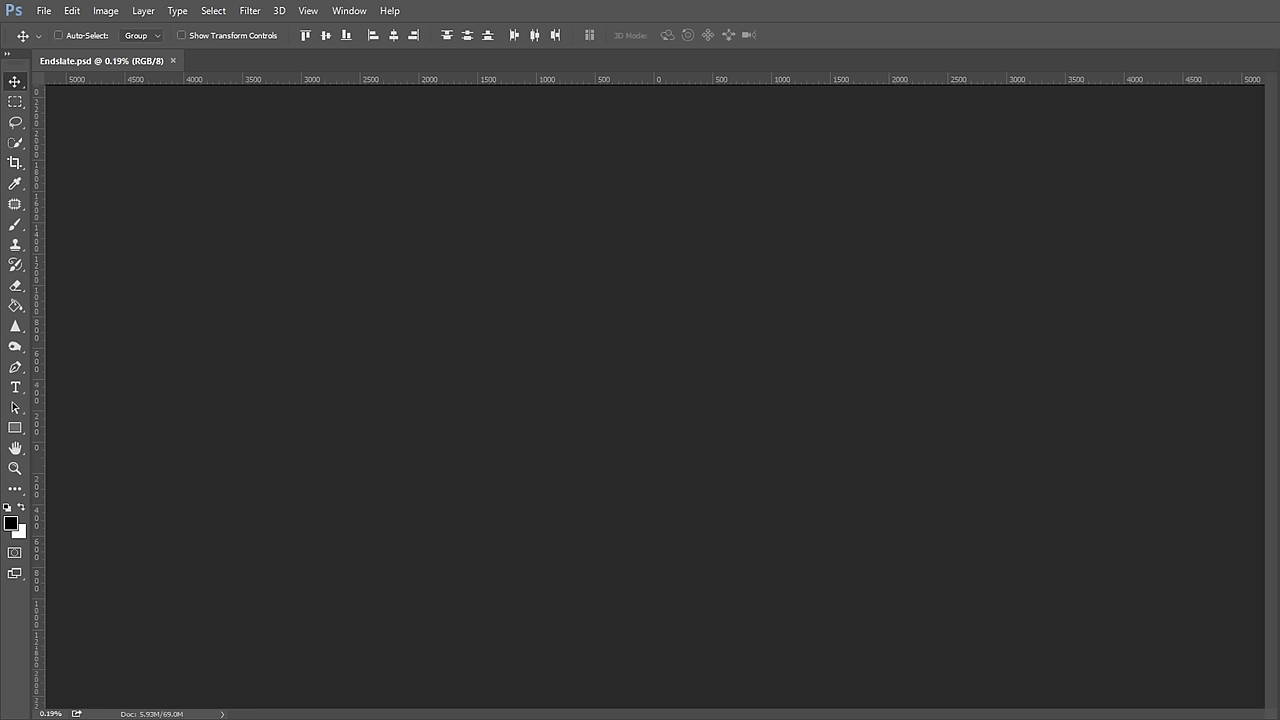 Ps File Edit Image Layer Type Select Filter 3D View Window Help
Auto-Select: Group Show Transform Controls 3D Mode:
Endslate.psd @ 0.19% (RGB/8) ×
5000 4500 4000 3500 3000 2500 2000 1500 1000 500 0 500 1000 1500 2000 2500 3000 3500 4000 4500 5000
0.19% Doc: 5.93M/69.0M